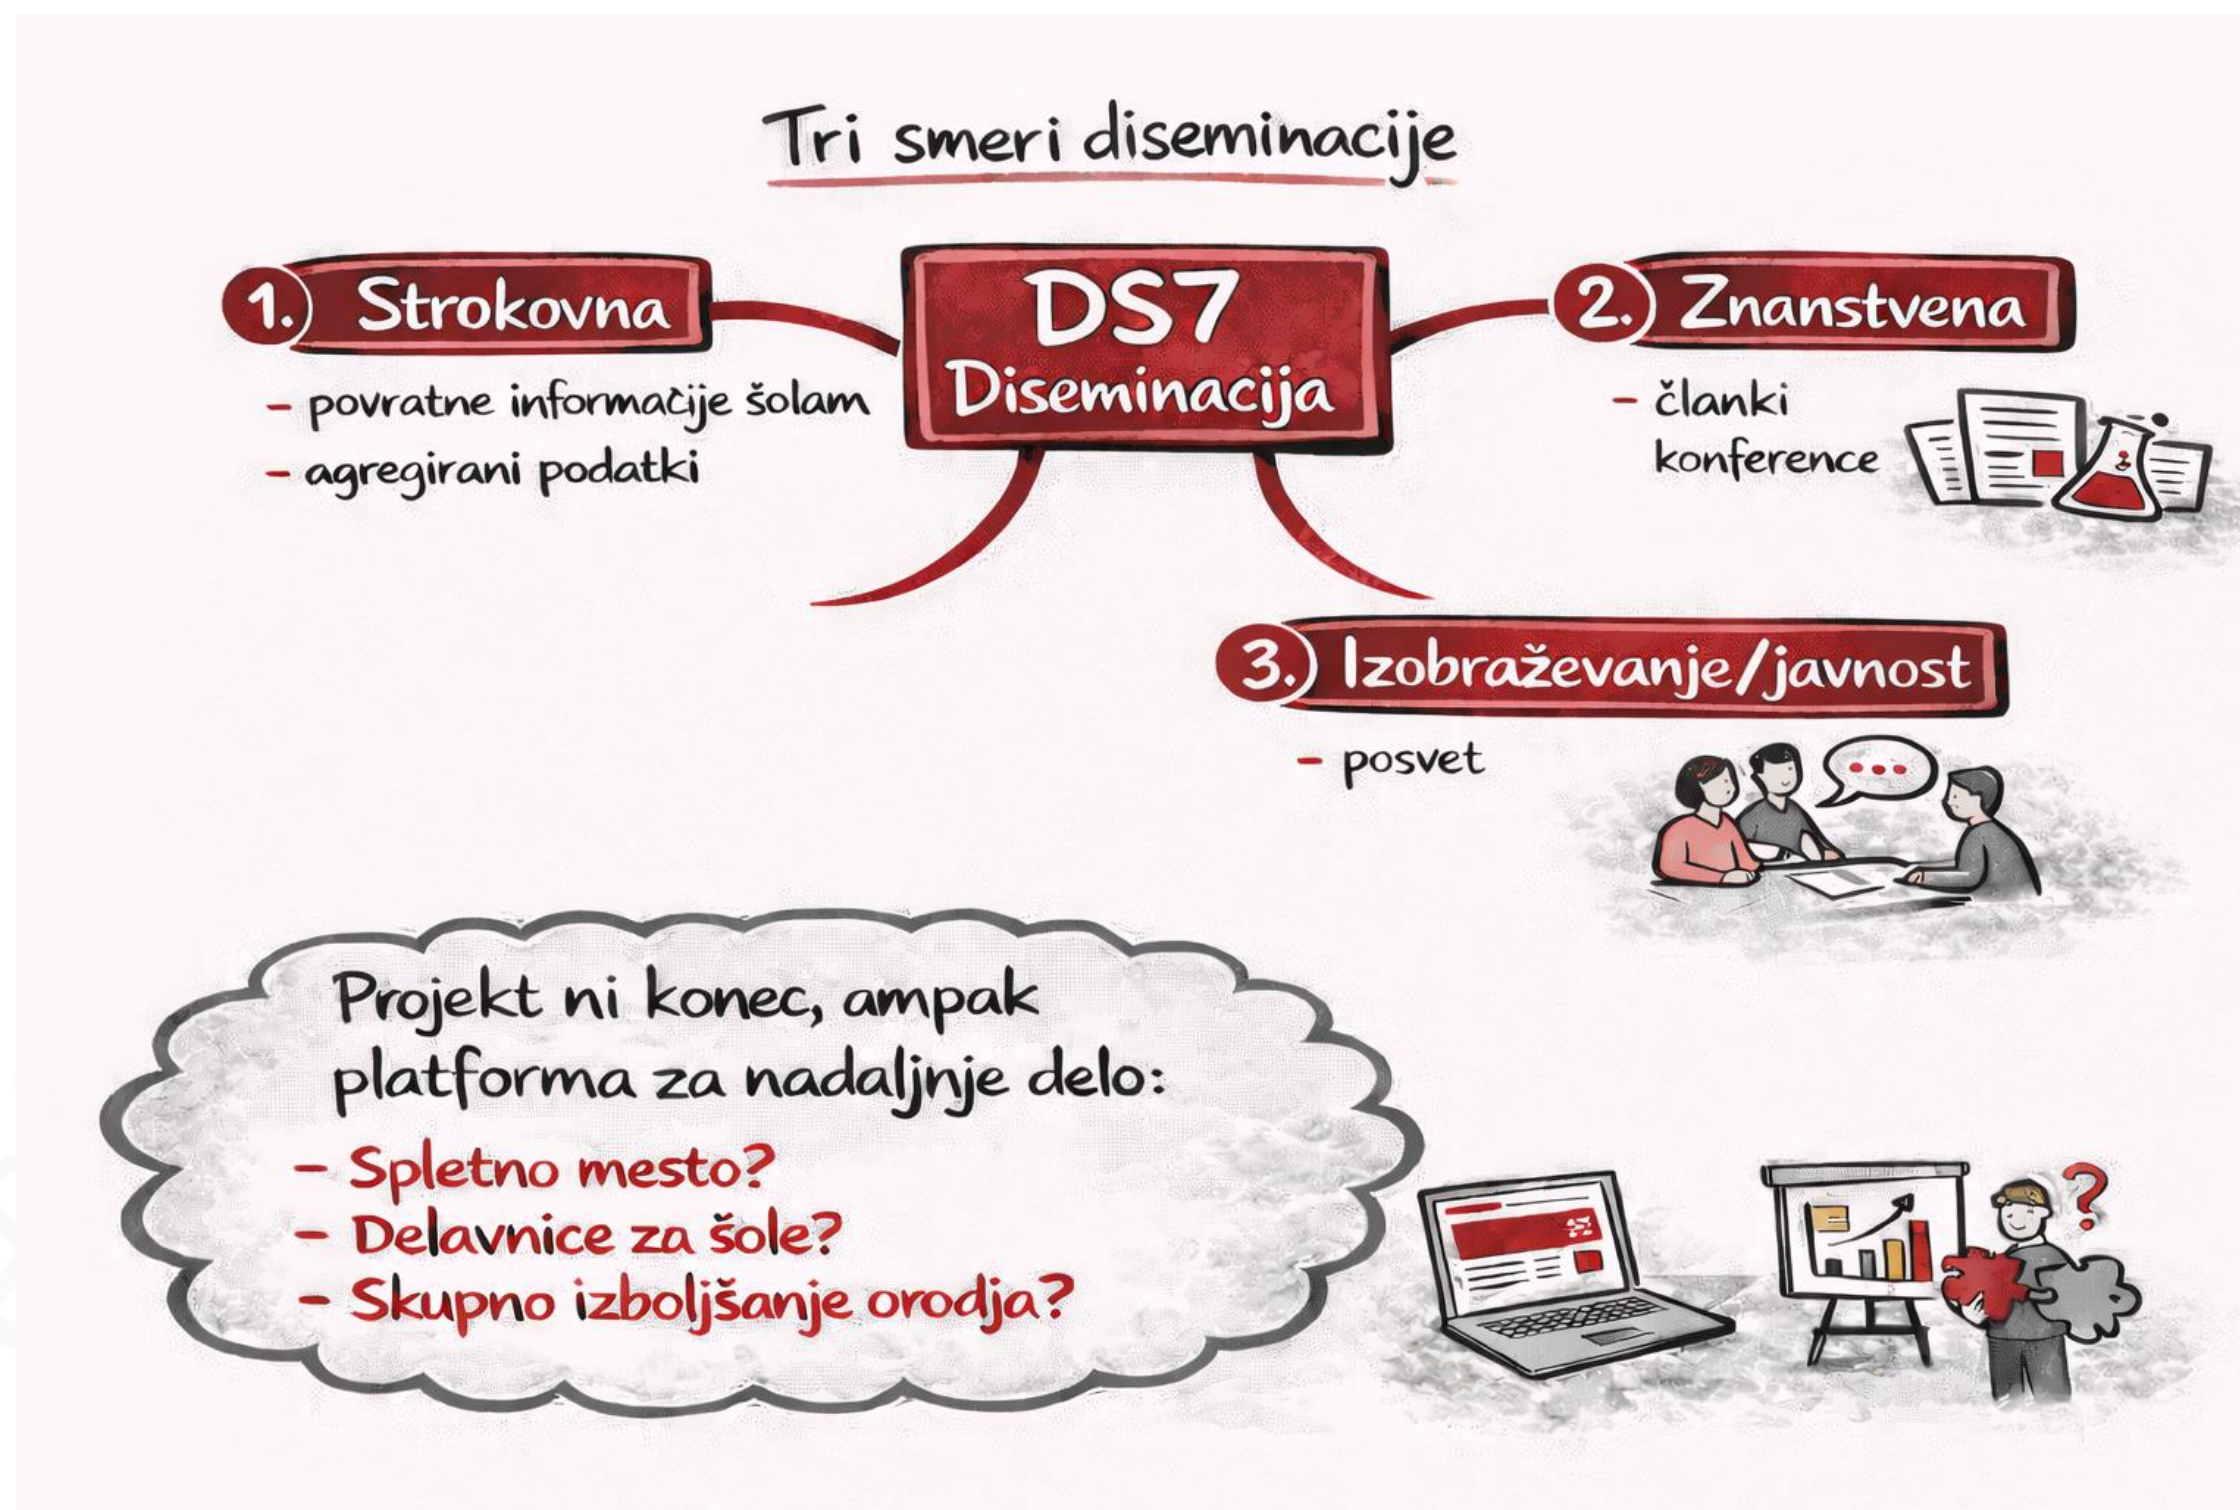 Tri smeri diseminacije
DS7
Diseminacija
1. Strokovna
- povratne informacije šolam
- agregirani podatki
2. Znanstvena
- članki
konference
3. Izobraževanje/javnost
- posvet
Projekt ni konec, ampak
platforma za nadaljnje delo:
- Spletno mesto?
- Delavnice za šole?
- Skupno izboljšanje orodja?
?